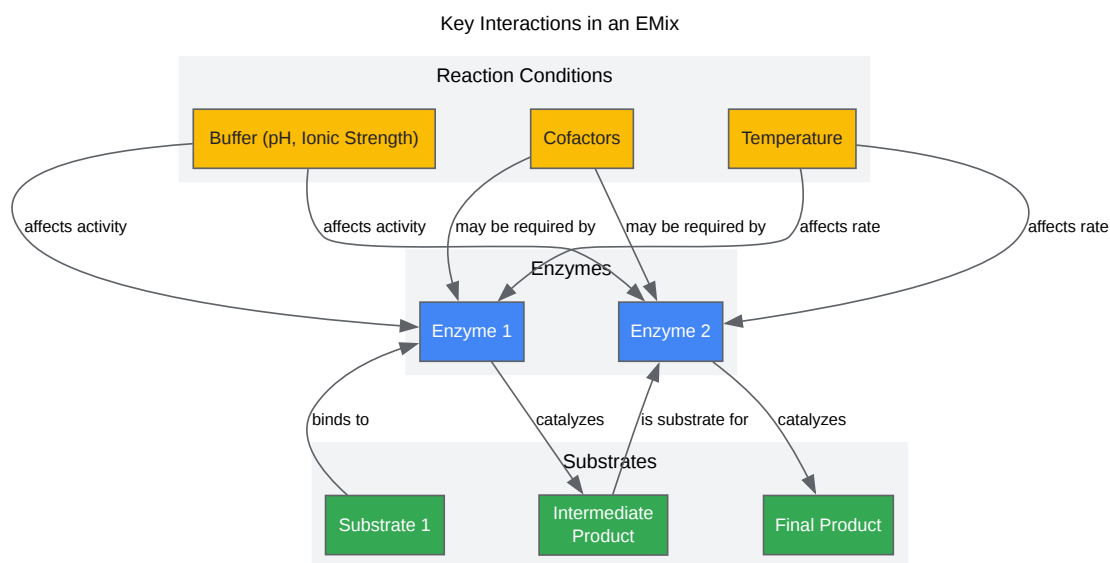 Key Interactions in an EMix
Reaction Conditions
Buffer (pH, Ionic Strength)
Cofactors
Temperature
affects activity
affects activity
may be required by
may be required by
affects rate
affects rate
Enzymes
Enzyme 1
Enzyme 2
binds to
catalyzes
is substrate for
catalyzes
Substrates
Substrate 1
Intermediate
Product
Final Product